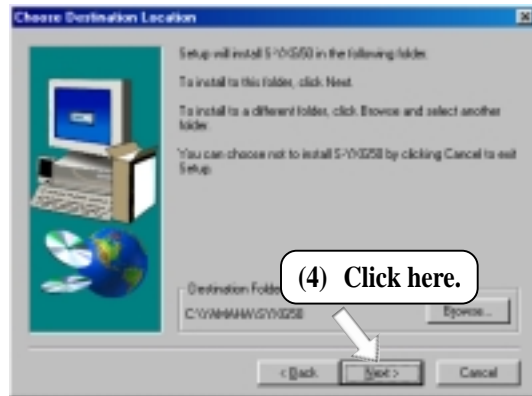 Choose Destination Location
Setup will install S-YXG50 in the following folder.
To install to this folder, click Next.
To install to a different folder, click Browse and select another
folder.
You can choose not to install S-YXG50 by clicking Cancel to exit
Setup.
(4) Click here.
Destination Folder
C:\YAMAHA\SYXG50
Browse...
< Back
Next >
Cancel